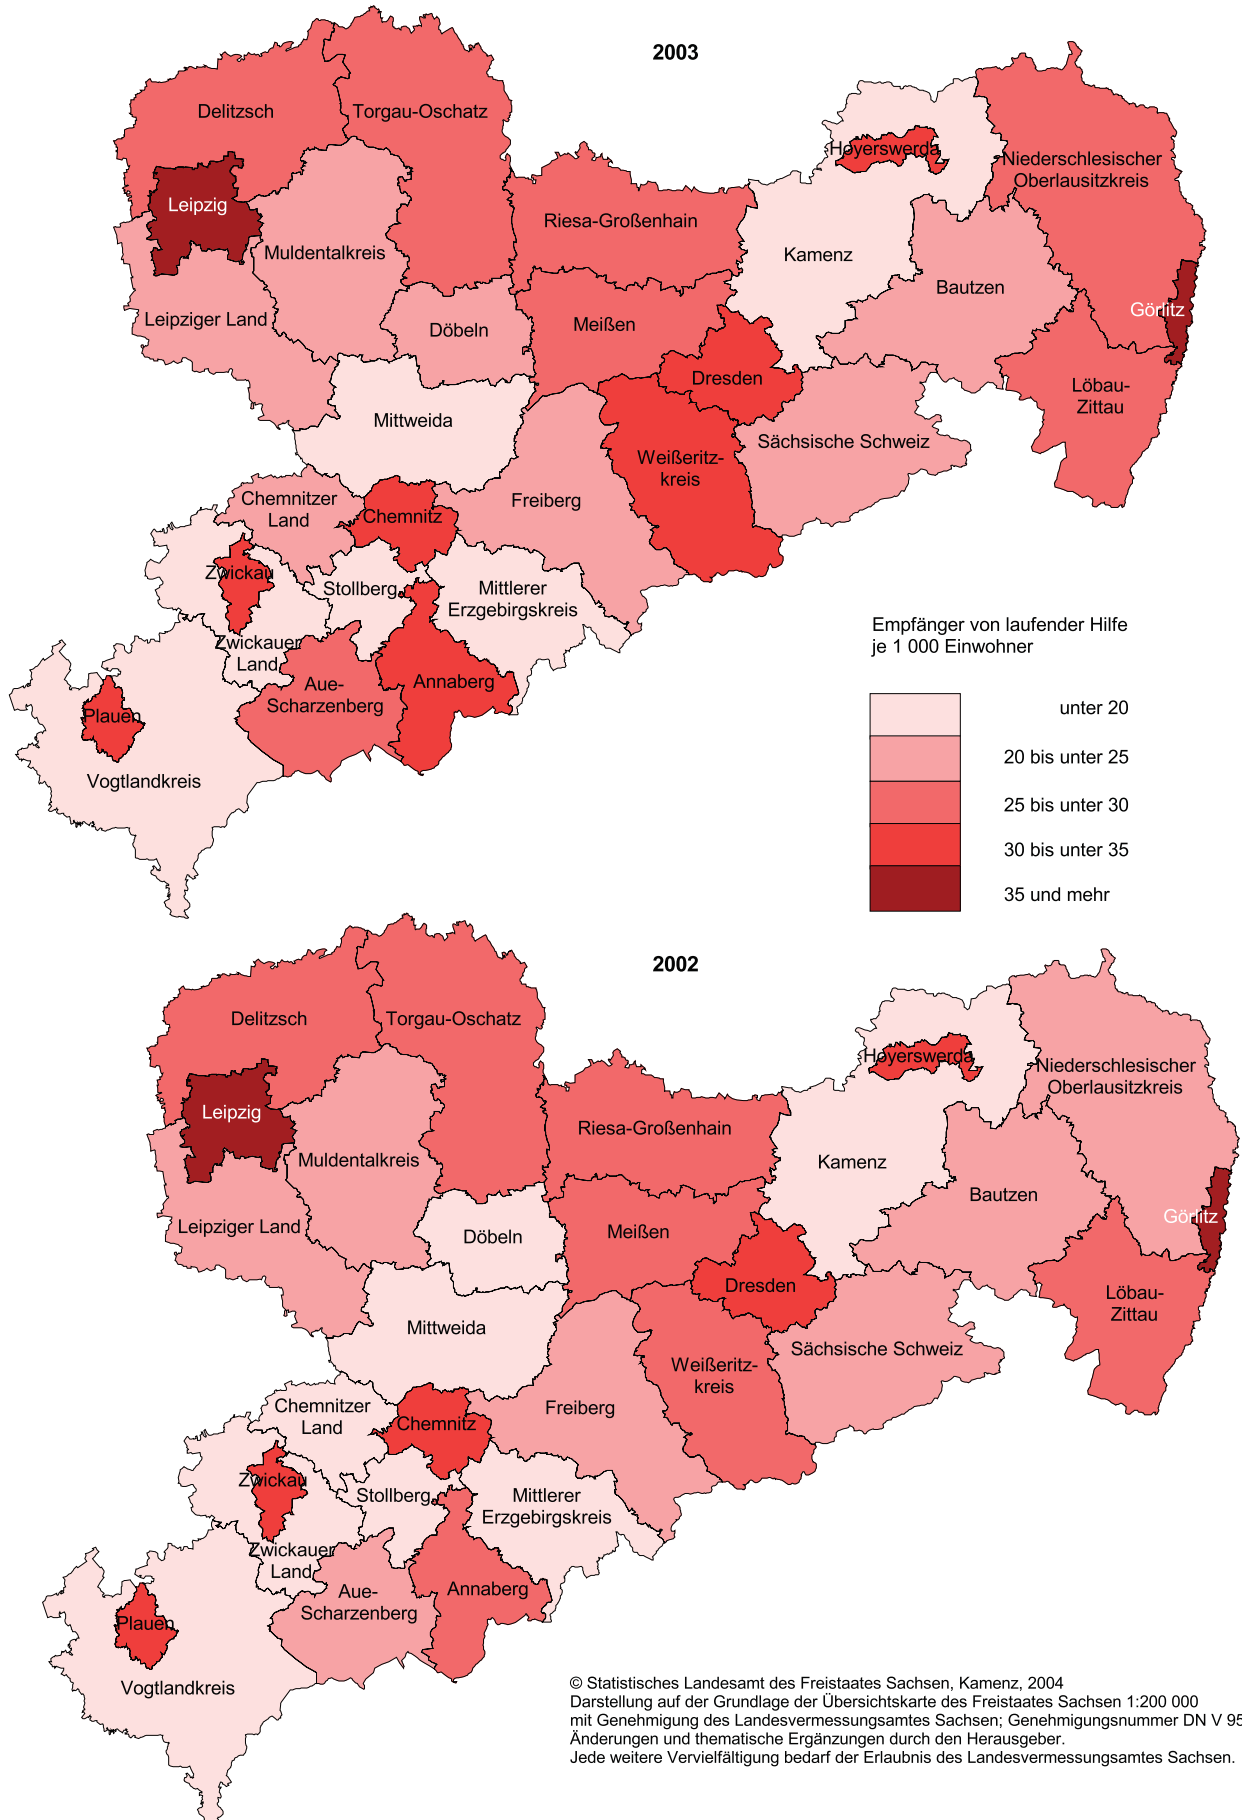 2003
Delitzsch
Torgau-Oschatz
Hoyerswerda
Niederschlesischer
Oberlausitzkreis
Leipzig
Riesa-Großenhain
Muldentalkreis
Kamenz
Bautzen
Görlitz
Leipziger Land
Döbeln
Meißen
Dresden
Löbau-
Zittau
Mittweida
Sächsische Schweiz
Weißeritz-
kreis
Chemnitzer
Land
Freiberg
Chemnitz
Zwickau
Stollberg
Mittlerer
Erzgebirgskreis
Zwickauer
Land
Aue-
Scharzenberg
Annaberg
Plauen
Vogtlandkreis
Empfänger von laufender Hilfe
je 1 000 Einwohner
unter 20
20 bis unter 25
25 bis unter 30
30 bis unter 35
35 und mehr
2002
Delitzsch
Torgau-Oschatz
Hoyerswerda
Niederschlesischer
Oberlausitzkreis
Leipzig
Riesa-Großenhain
Muldentalkreis
Kamenz
Bautzen
Görlitz
Leipziger Land
Döbeln
Meißen
Dresden
Löbau-
Zittau
Mittweida
Sächsische Schweiz
Weißeritz-
kreis
Chemnitzer
Land
Freiberg
Chemnitz
Zwickau
Stollberg
Mittlerer
Erzgebirgskreis
Zwickauer
Land
Aue-
Scharzenberg
Annaberg
Plauen
Vogtlandkreis
© Statistisches Landesamt des Freistaates Sachsen, Kamenz, 2004
Darstellung auf der Grundlage der Übersichtskarte des Freistaates Sachsen 1:200 000
mit Genehmigung des Landesvermessungsamtes Sachsen; Genehmigungsnummer DN V 95
Änderungen und thematische Ergänzungen durch den Herausgeber.
Jede weitere Vervielfältigung bedarf der Erlaubnis des Landesvermessungsamtes Sachsen.